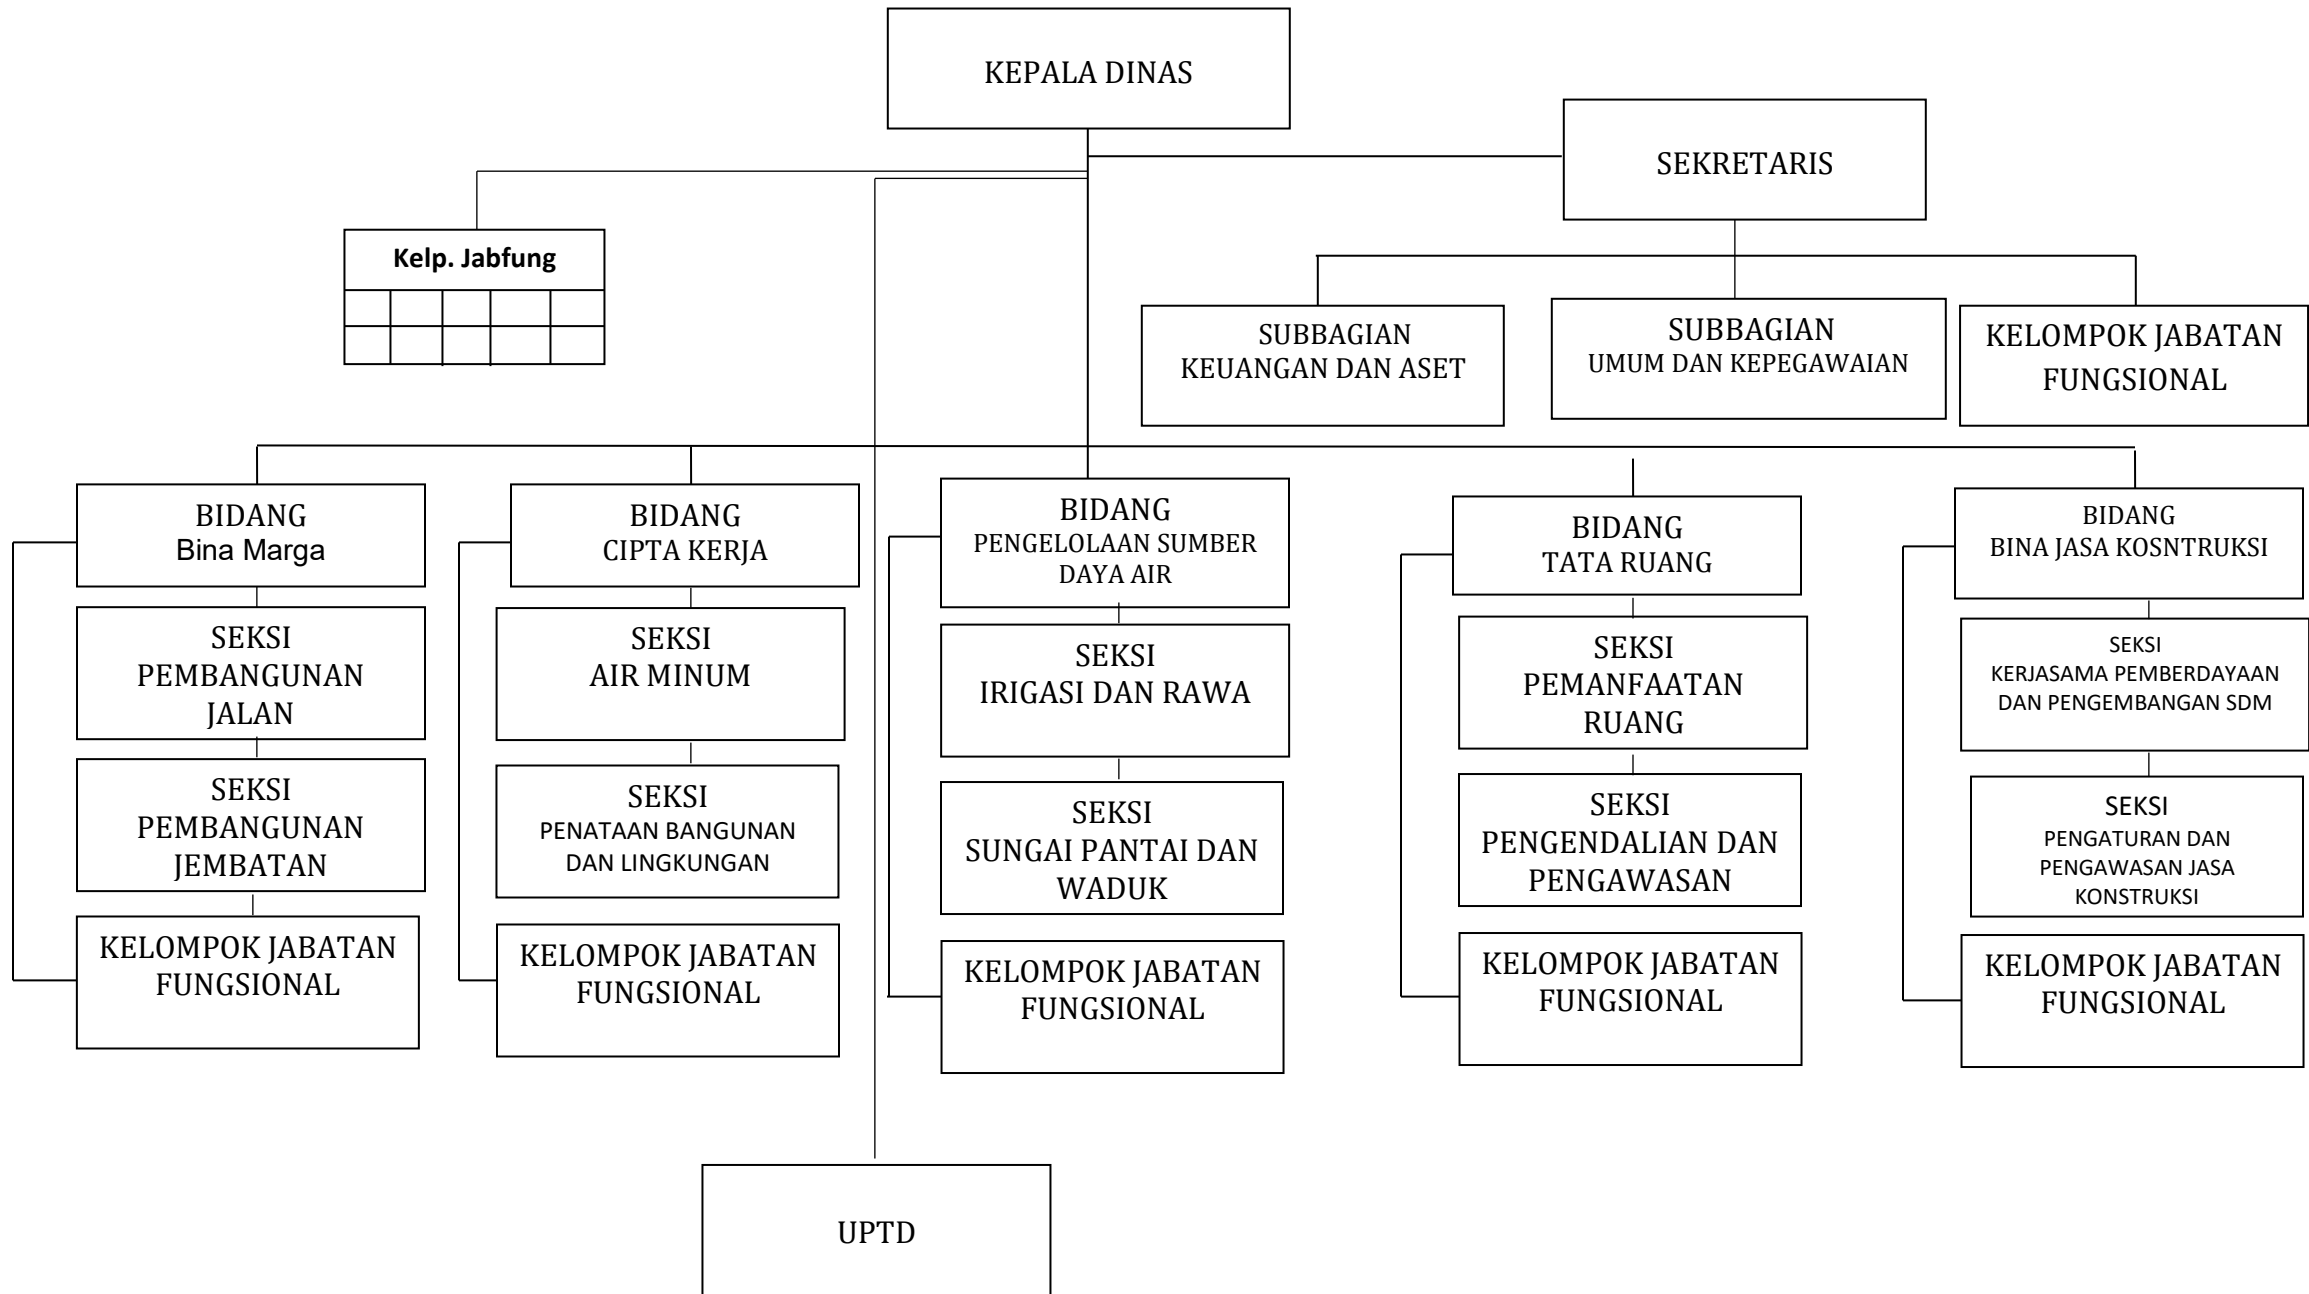 KEPALA DINAS
SEKRETARIS
Kelp. Jabfung
SUBBAGIAN
KEUANGAN DAN ASET
SUBBAGIAN
UMUM DAN KEPEGAWAIAN
KELOMPOK JABATAN
FUNGSIONAL
BIDANG
Bina Marga
SEKSI
PEMBANGUNAN
JALAN
SEKSI
PEMBANGUNAN
JEMBATAN
KELOMPOK JABATAN
FUNGSIONAL
BIDANG
CIPTA KERJA
SEKSI
AIR MINUM
SEKSI
PENATAAN BANGUNAN
DAN LINGKUNGAN
KELOMPOK JABATAN
FUNGSIONAL
BIDANG
PENGELOLAAN SUMBER
DAYA AIR
SEKSI
IRIGASI DAN RAWA
SEKSI
SUNGAI PANTAI DAN
WADUK
KELOMPOK JABATAN
FUNGSIONAL
BIDANG
TATA RUANG
SEKSI
PEMANFAATAN
RUANG
SEKSI
PENGENDALIAN DAN
PENGAWASAN
KELOMPOK JABATAN
FUNGSIONAL
BIDANG
BINA JASA KOSNTRUKSI
SEKSI
KERJASAMA PEMBERDAYAAN
DAN PENGEMBANGAN SDM
SEKSI
PENGATURAN DAN
PENGAWASAN JASA
KONSTRUKSI
KELOMPOK JABATAN
FUNGSIONAL
UPTD